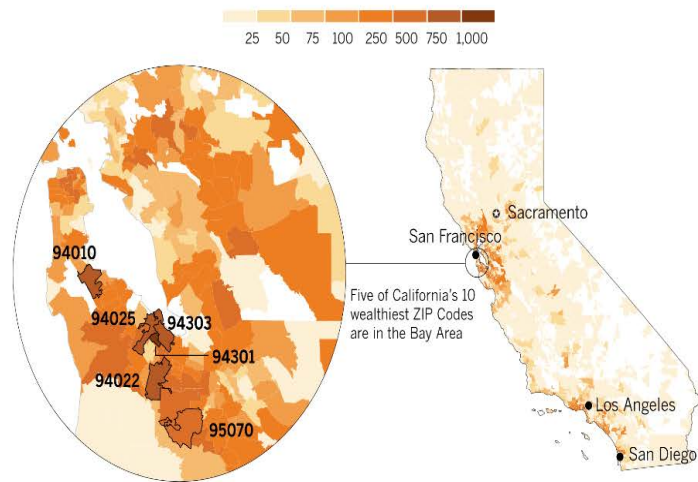 25 50 75 100 250 500 750 1,000
Sacramento
San Francisco
94010
Five of California's 10
wealthiest ZIP Codes
are in the Bay Area
94025
94303
94301
94022
95070
Los Angeles
San Diego